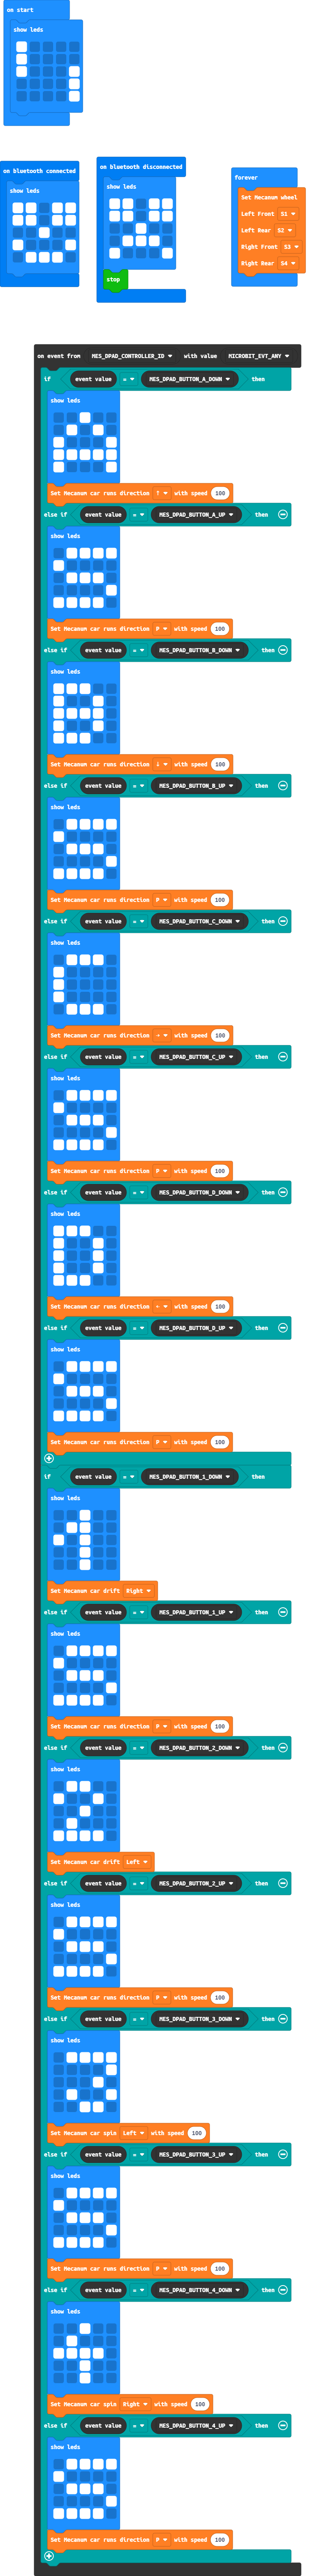 on start
show leds
on bluetooth connected
show leds
on bluetooth disconnected
show leds
stop
forever
Set Mecanum wheel
Left Front S1
Left Rear S2
Right Front S3
Right Rear S4
on event from MES_DPAD_CONTROLLER_ID with value MICROBIT_EVT_ANY
if event value = MES_DPAD_BUTTON_A_DOWN then
show leds
Set Mecanum car runs direction ↑ with speed 100
else if event value = MES_DPAD_BUTTON_A_UP then
show leds
Set Mecanum car runs direction P with speed 100
else if event value = MES_DPAD_BUTTON_B_DOWN then
show leds
Set Mecanum car runs direction ↓ with speed 100
else if event value = MES_DPAD_BUTTON_B_UP then
show leds
Set Mecanum car runs direction P with speed 100
else if event value = MES_DPAD_BUTTON_C_DOWN then
show leds
Set Mecanum car runs direction with speed 100
else if event value = MES_DPAD_BUTTON_C_UP then
show leds
Set Mecanum car runs direction P with speed 100
else if event value = MES_DPAD_BUTTON_D_DOWN then
show leds
Set Mecanum car runs direction with speed 100
else if event value = MES_DPAD_BUTTON_D_UP then
show leds
Set Mecanum car runs direction P with speed 100
if event value = MES_DPAD_BUTTON_1_DOWN then
show leds
Set Mecanum car drift Right
else if event value = MES_DPAD_BUTTON_1_UP then
show leds
Set Mecanum car runs direction P with speed 100
else if event value = MES_DPAD_BUTTON_2_DOWN then
show leds
Set Mecanum car drift Left
else if event value = MES_DPAD_BUTTON_2_UP then
show leds
Set Mecanum car runs direction P with speed 100
else if event value = MES_DPAD_BUTTON_3_DOWN then
show leds
Set Mecanum car spin Left with speed 100
else if event value = MES_DPAD_BUTTON_3_UP then
show leds
Set Mecanum car runs direction P with speed 100
else if event value = MES_DPAD_BUTTON_4_DOWN then
show leds
Set Mecanum car spin Right with speed 100
else if event value = MES_DPAD_BUTTON_4_UP then
show leds
Set Mecanum car runs direction P with speed 100